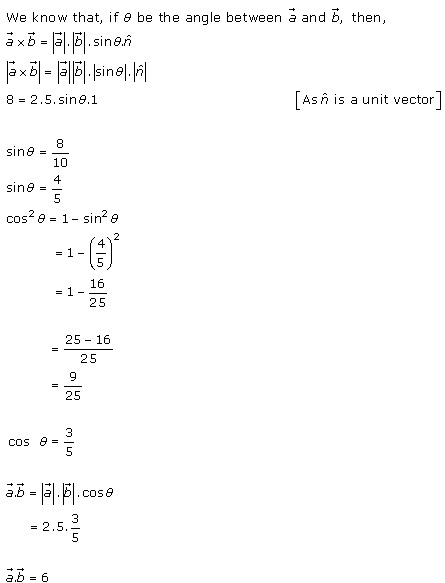 We know that, if θ be the angle between a⃗ and b⃗, then,
a⃗ × b⃗ = |a⃗|.|b⃗|.sinθ.n̂
|a⃗ × b⃗| = |a⃗||b⃗|.|sinθ|.|n̂|
8 = 2.5.sinθ.1 [As n̂ is a unit vector]
sinθ = 8/10
sinθ = 4/5
cos² θ = 1 − sin² θ
= 1 − (4/5)²
= 1 − 16/25
= 25 − 16/25
= 9/25
cos θ = 3/5
a⃗.b⃗ = |a⃗|.|b⃗|.cosθ
= 2.5.3/5
a⃗.b⃗ = 6